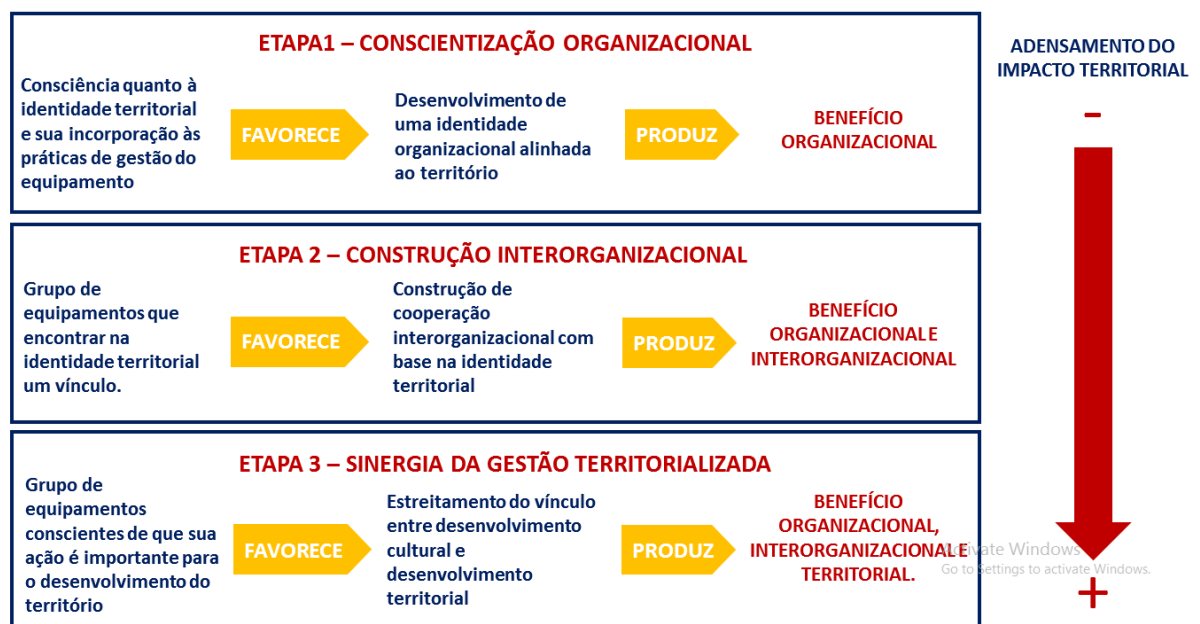 ETAPA1 – CONSCIENTIZAÇÃO ORGANIZACIONAL
Consciência quanto à
identidade territorial
e sua incorporação às
práticas de gestão do
equipamento
FAVORECE
Desenvolvimento de
uma identidade
organizacional alinhada
ao território
PRODUZ
BENEFÍCIO
ORGANIZACIONAL
ETAPA 2 – CONSTRUÇÃO INTERORGANIZACIONAL
Grupo de
equipamentos que
encontrar na
identidade territorial
um vínculo.
FAVORECE
Construção de
cooperação
interorganizacional com
base na identidade
territorial
PRODUZ
BENEFÍCIO
ORGANIZACIONAL E
INTERORGANIZACIONAL
ETAPA 3 – SINERGIA DA GESTÃO TERRITORIALIZADA
Grupo de
equipamentos
conscientes de que sua
ação é importante para
o desenvolvimento do
território
FAVORECE
Estreitamento do vínculo
entre desenvolvimento
cultural e
desenvolvimento
territorial
PRODUZ
BENEFÍCIO
ORGANIZACIONAL,
INTERORGANIZACIONAL E
TERRITORIAL.
ADENSAMENTO DO
IMPACTO TERRITORIAL
-
+
Activate Windows
Go to Settings to activate Windows.